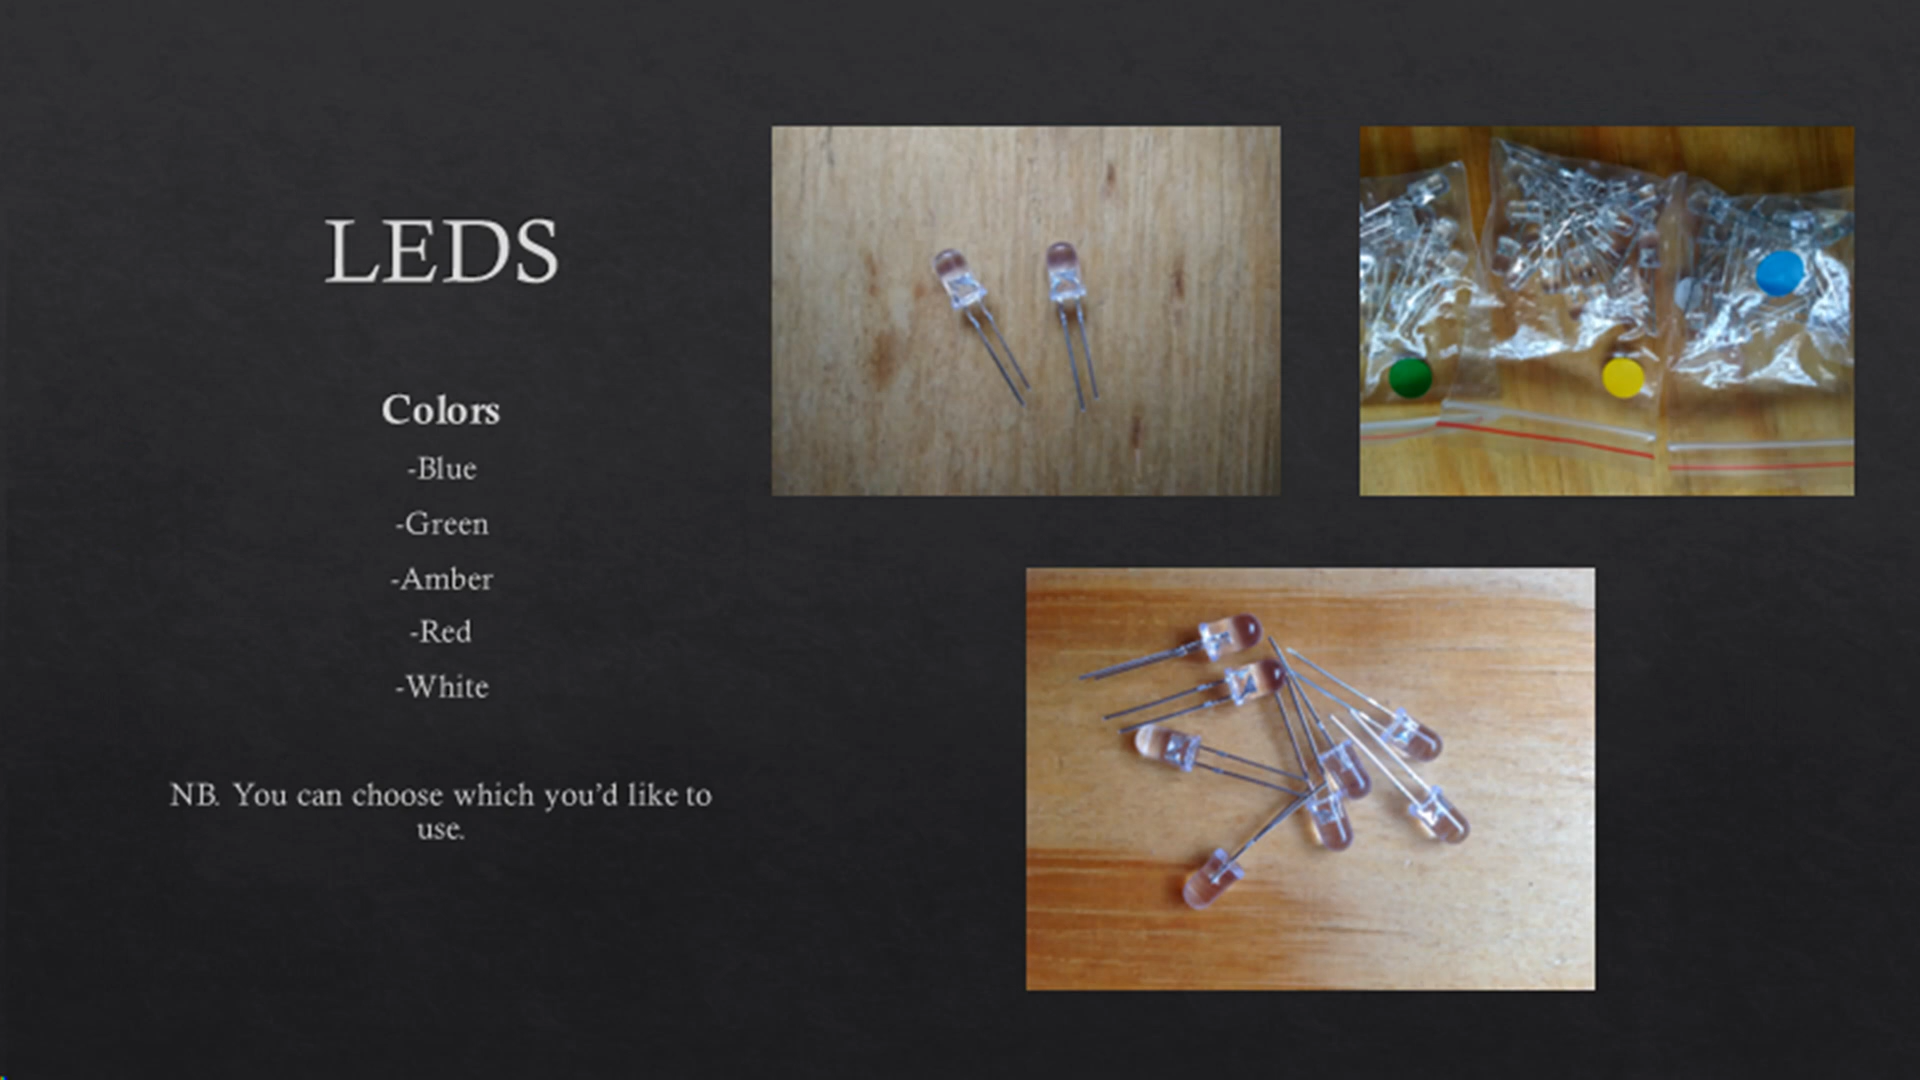 LEDS
Colors
-Blue
-Green
-Amber
-Red
-White
NB. You can choose which you’d like to
use.